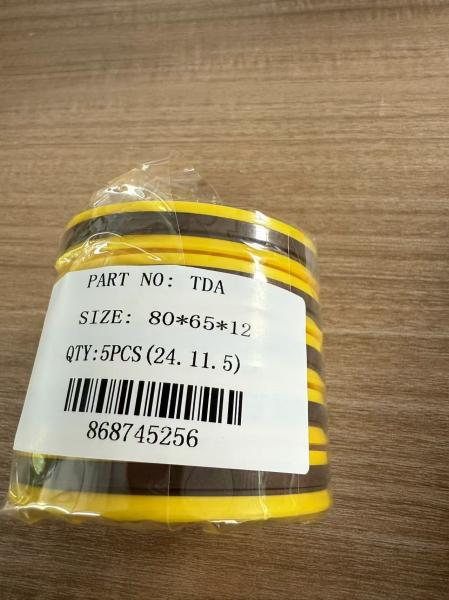 PART NO: TDA
SIZE: 80*65*12
QTY:5PCS(24.11.5)
868745256